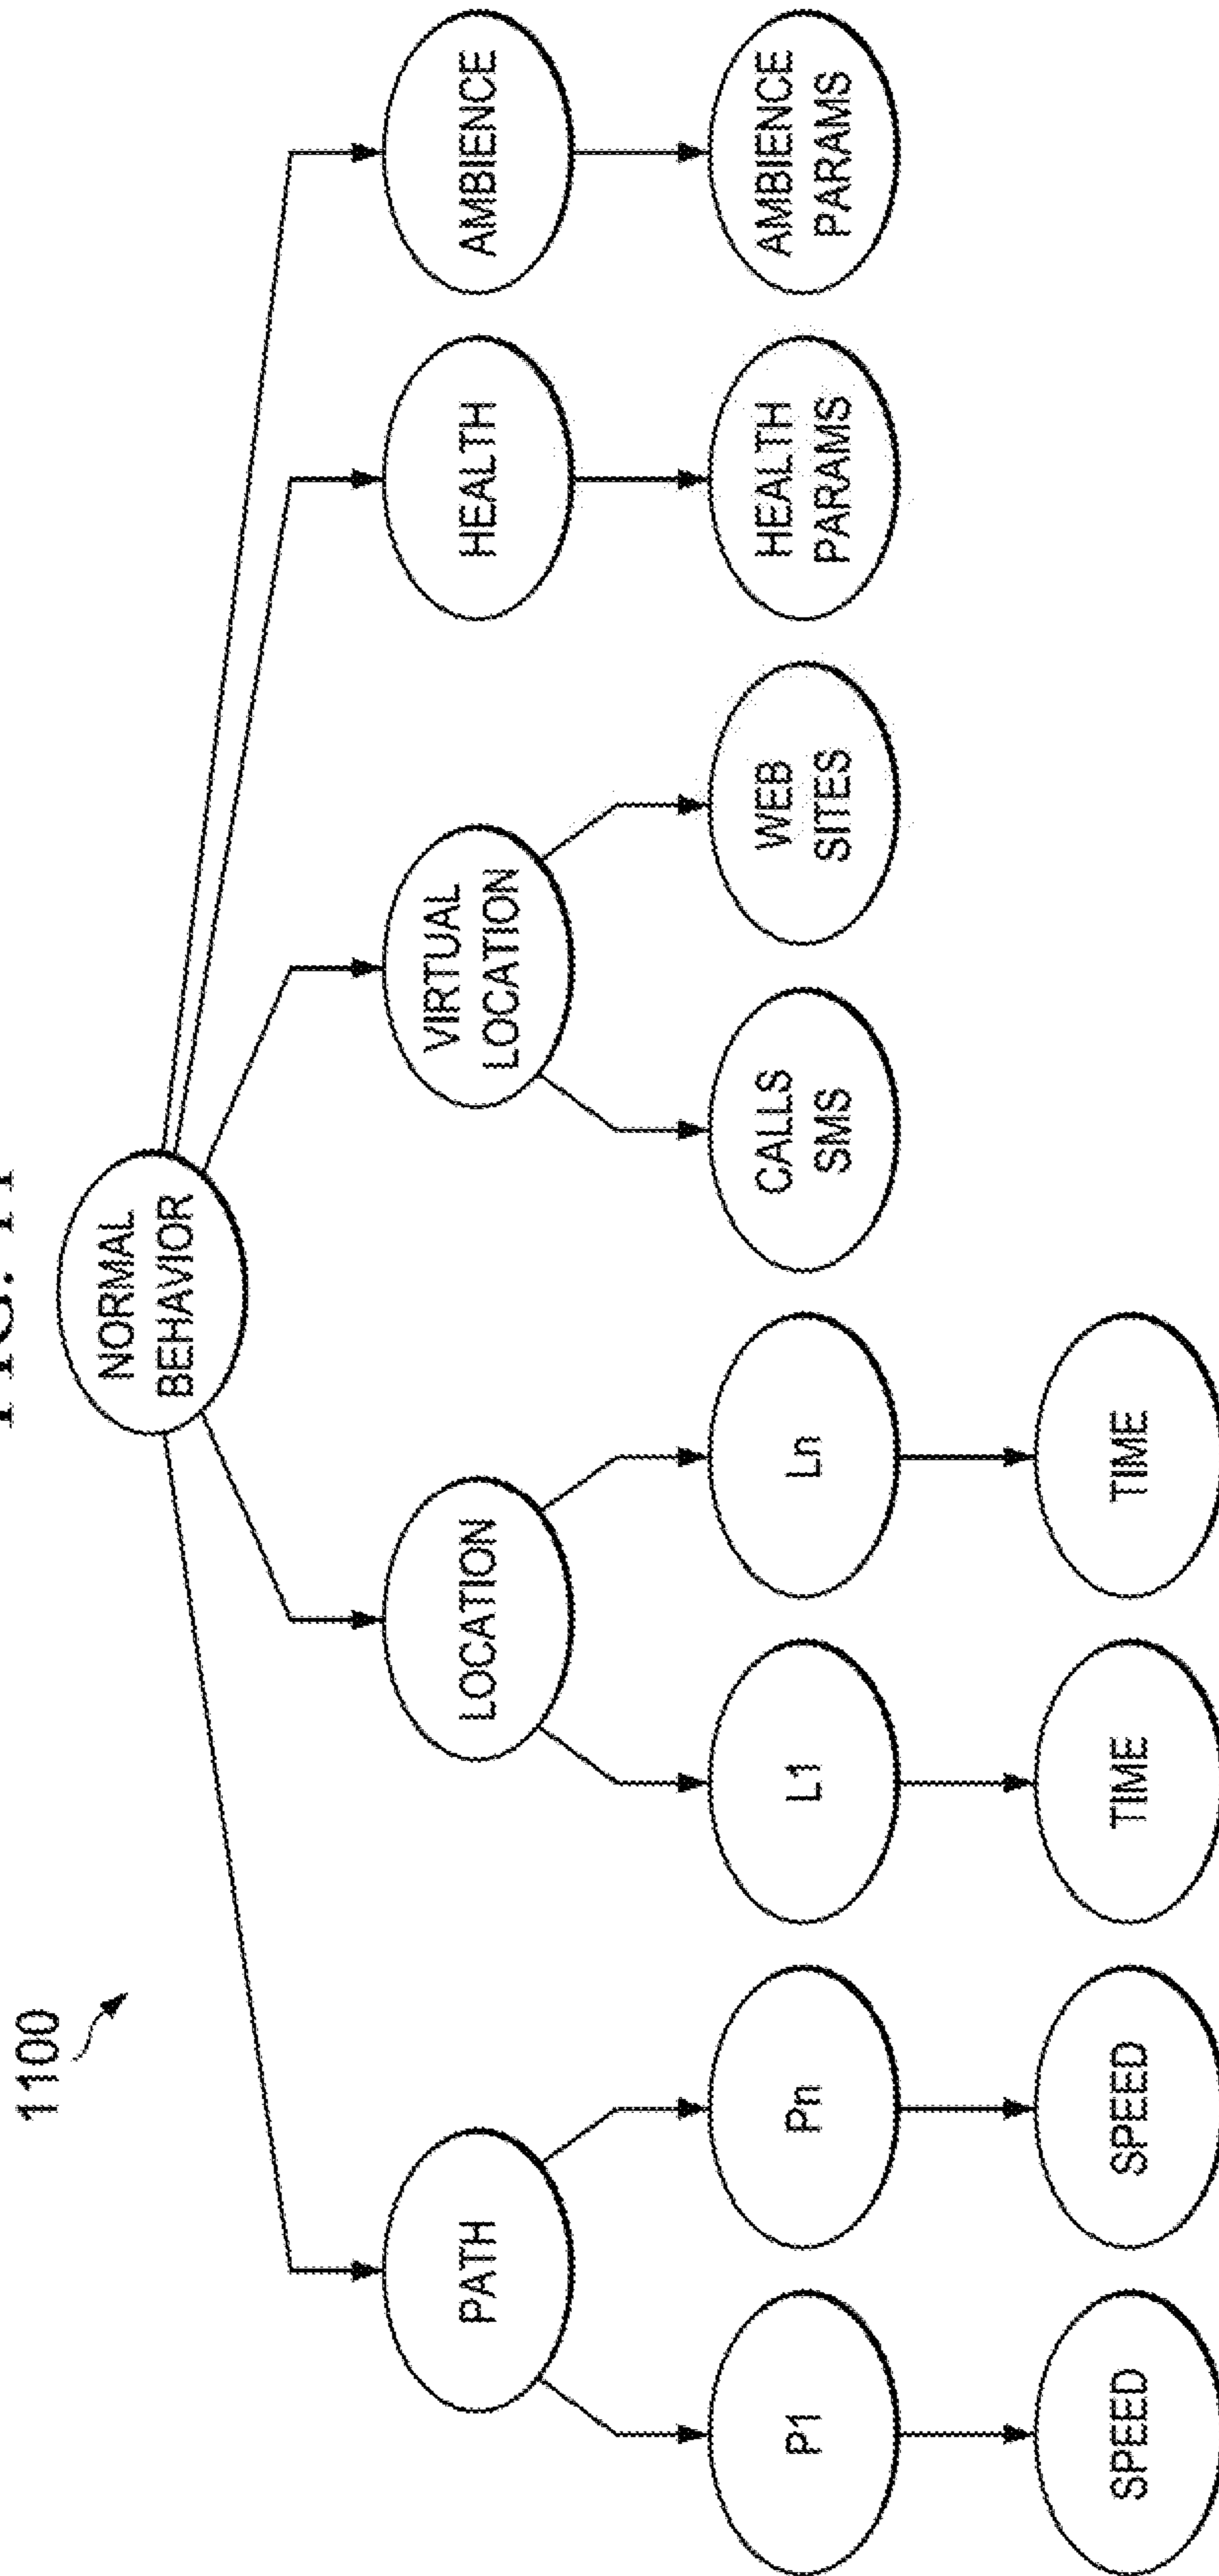 1100
NORMAL
BEHAVIOR
PATH
LOCATION
VIRTUAL
LOCATION
HEALTH
AMBIENCE
P1
Pn
L1
Ln
CALLS
SMS
WEB
SITES
HEALTH
PARAMS
AMBIENCE
PARAMS
SPEED
SPEED
TIME
TIME